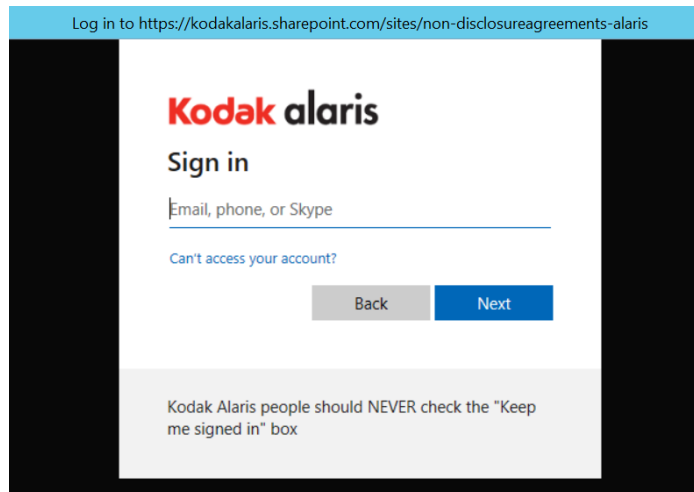 Log in to https://kodakalaris.sharepoint.com/sites/non-disclosureagreements-alaris
Kodak alaris
Sign in
Email, phone, or Skype
Can't access your account?
Back
Next
Kodak Alaris people should NEVER check the "Keep
me signed in" box